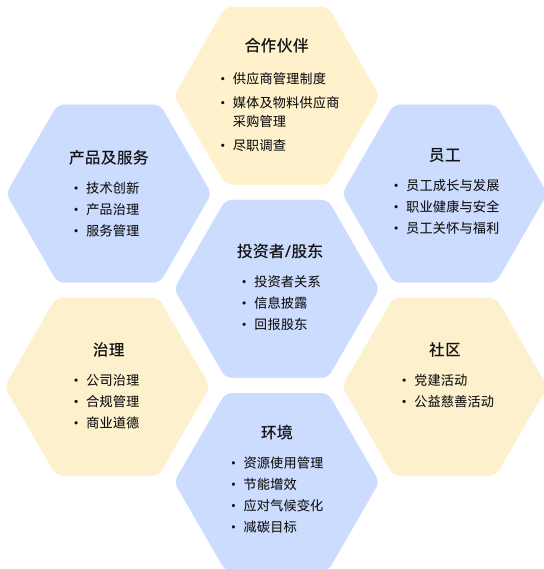 合作伙伴
• 供应商管理制度
• 媒体及物料供应商
采购管理
• 尽职调查
产品及服务
• 技术创新
• 产品治理
• 服务管理
员工
• 员工成长与发展
• 职业健康与安全
• 员工关怀与福利
投资者/股东
• 投资者关系
• 信息披露
• 回报股东
治理
• 公司治理
• 合规管理
• 商业道德
社区
• 党建活动
• 公益慈善活动
环境
• 资源使用管理
• 节能增效
• 应对气候变化
• 减碳目标